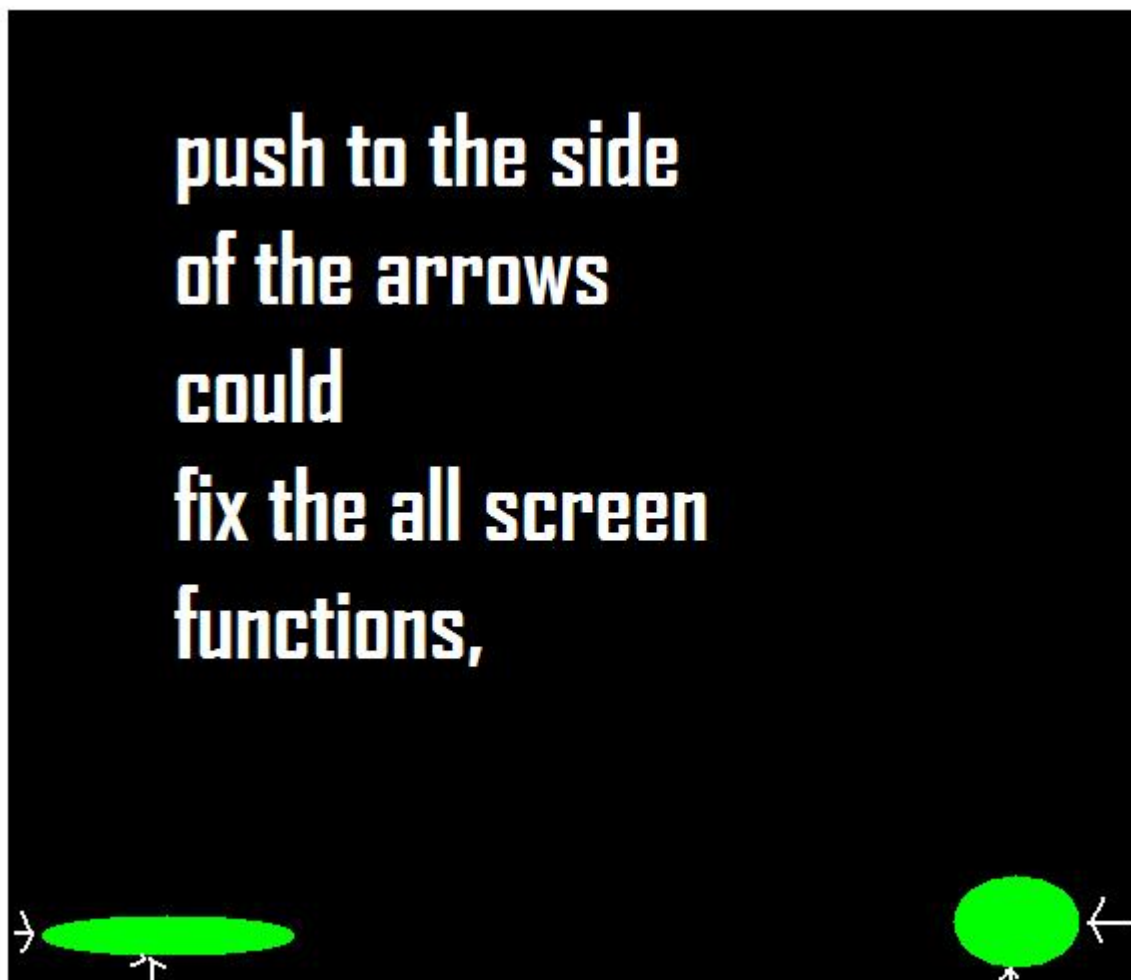 push to the side
of the arrows
could
fix the all screen
functions,